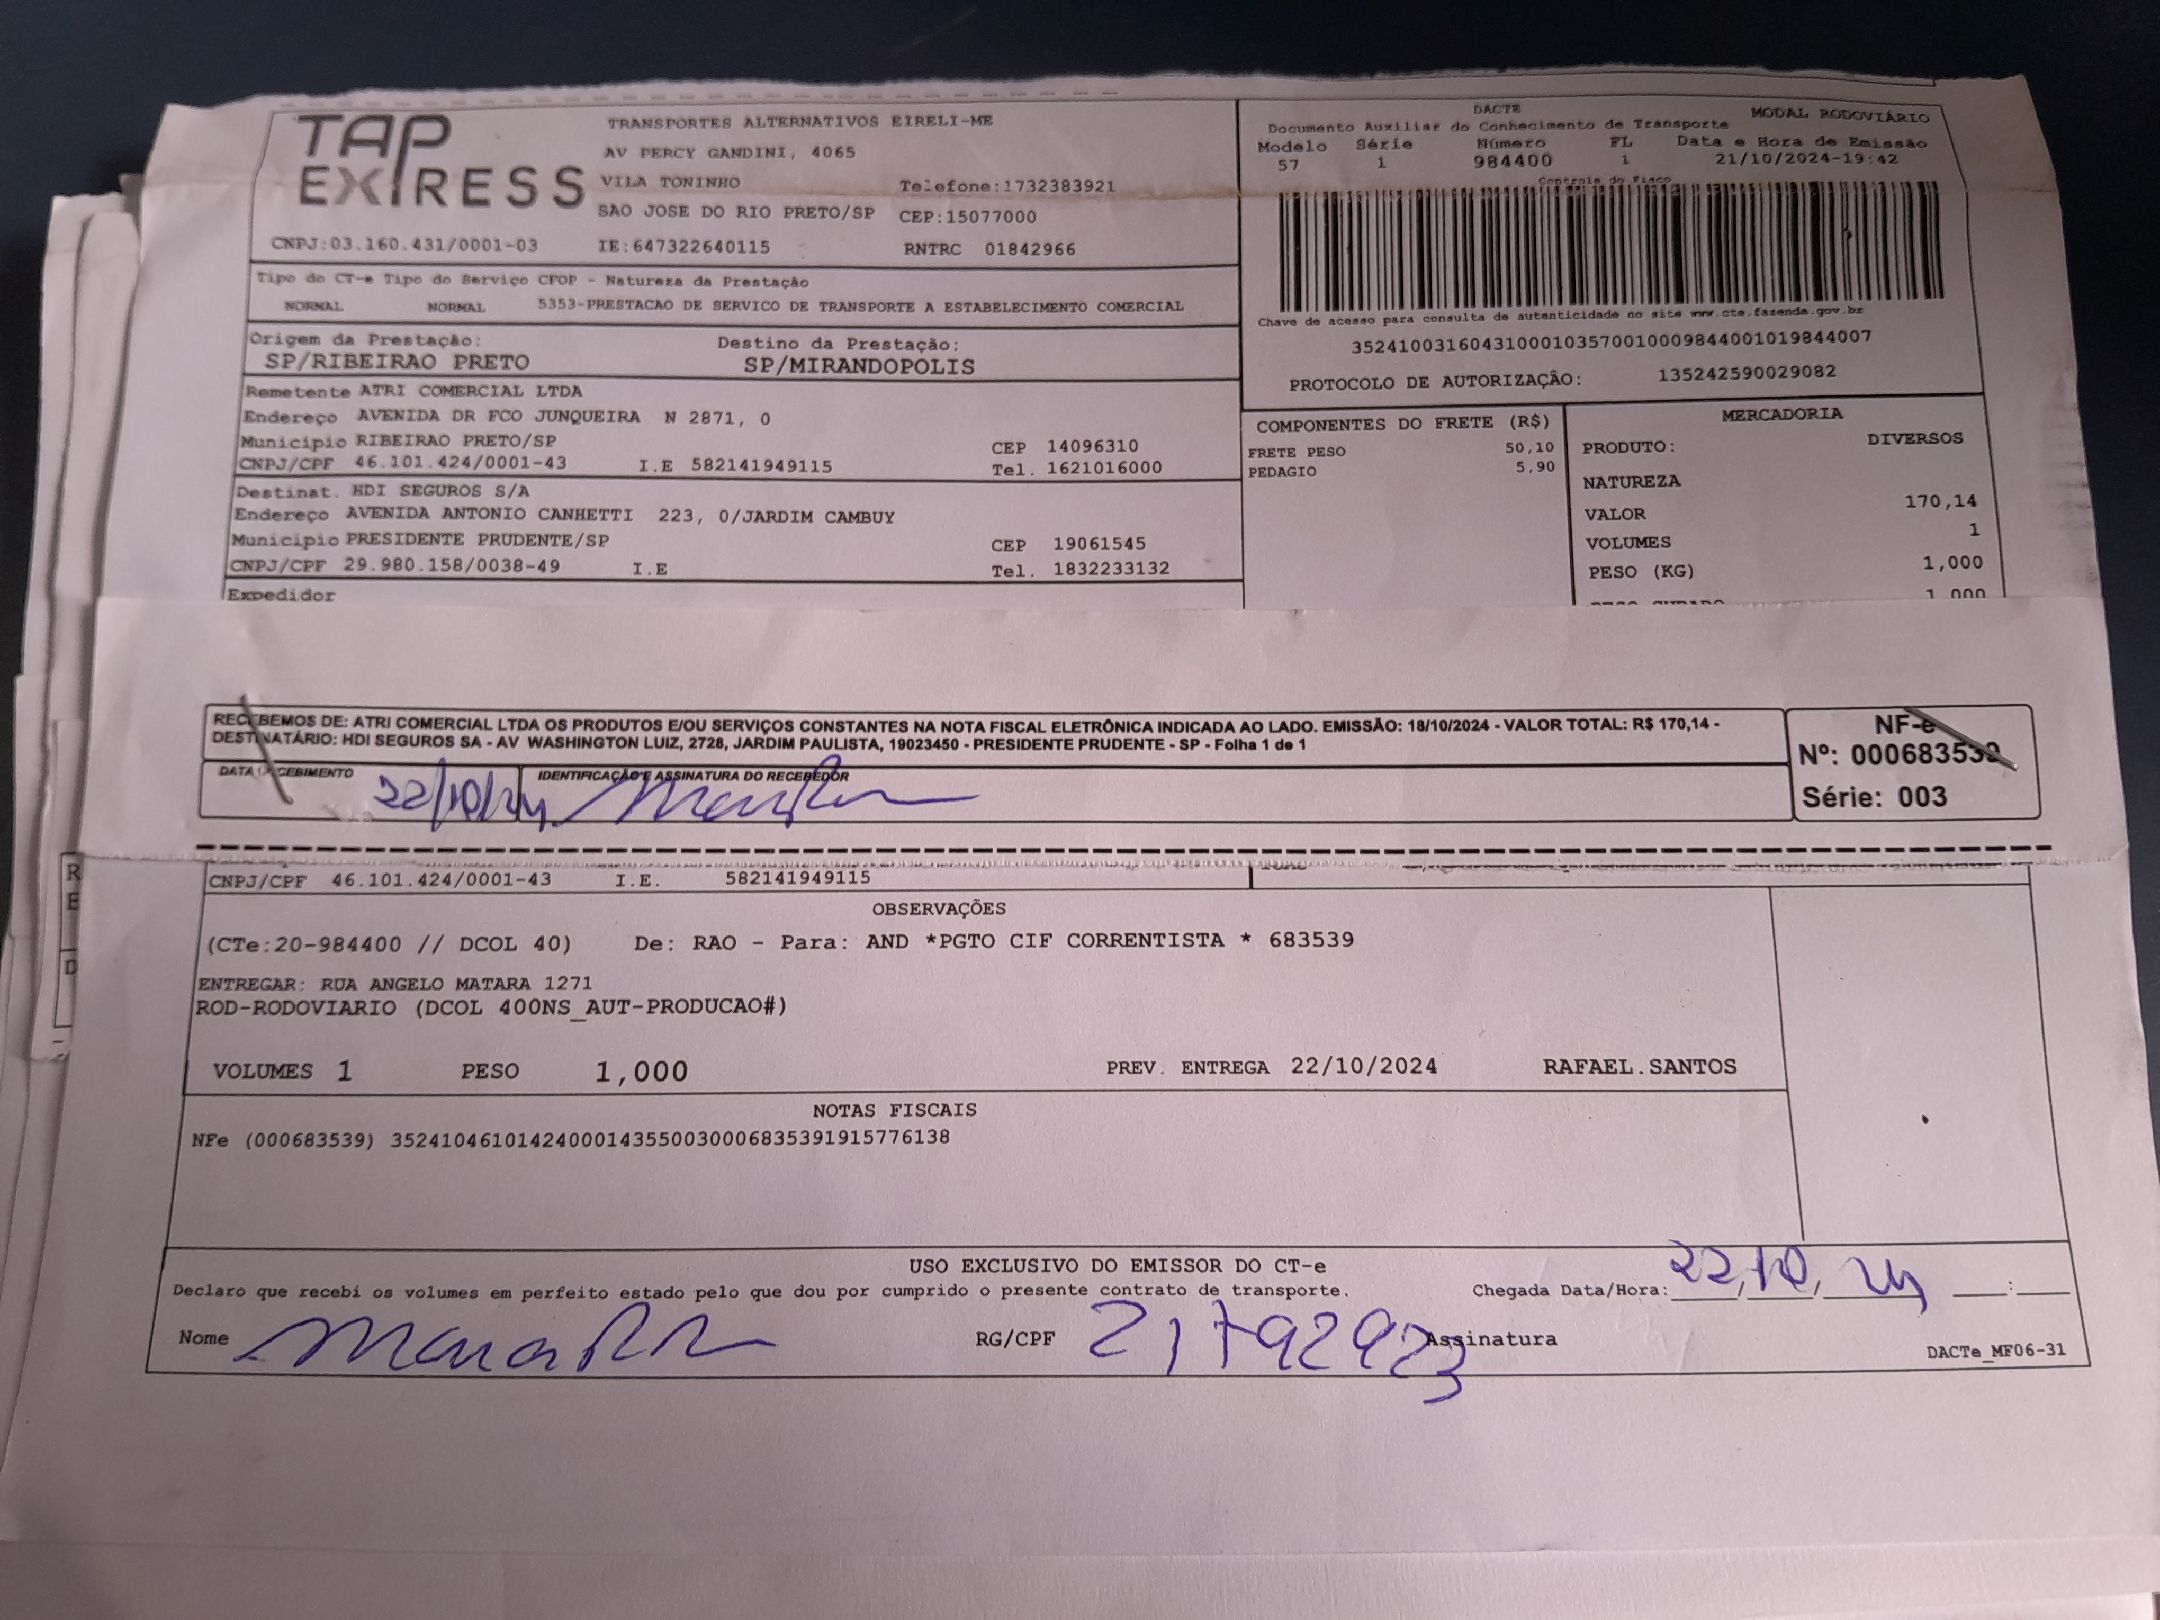 TAP EXPRESS
TRANSPORTES ALTERNATIVOS EIRELI-ME
AV PERCY GANDINI, 4065
VILA TONINHO Telefone:1732383921
SAO JOSE DO RIO PRETO/SP CEP:15077000
CNPJ:03.160.431/0001-03 IE:647322640115 RNTRC 01842966
DACTE MODAL RODOVIÁRIO
Documento Auxiliar do Conhecimento de Transporte
Modelo Série Número FL Data e Hora de Emissão
57 1 984400 1 21/10/2024-19:42
Controle do Fisco
Chave de acesso para consulta de autenticidade no site www.cte.fazenda.gov.br
35241003160431000103570010009844001019844007
PROTOCOLO DE AUTORIZAÇÃO: 135242590029082
Tipo do CT-e Tipo do Serviço CFOP - Natureza da Prestação
NORMAL NORMAL 5353-PRESTACAO DE SERVICO DE TRANSPORTE A ESTABELECIMENTO COMERCIAL
Origem da Prestação: Destino da Prestação:
SP/RIBEIRAO PRETO SP/MIRANDOPOLIS
Remetente ATRI COMERCIAL LTDA
Endereço AVENIDA DR FCO JUNQUEIRA N 2871, 0
Município RIBEIRAO PRETO/SP CEP 14096310
CNPJ/CPF 46.101.424/0001-43 I.E 582141949115 Tel. 1621016000
Destinat. HDI SEGUROS S/A
Endereço AVENIDA ANTONIO CANHETTI 223, 0/JARDIM CAMBUY
Município PRESIDENTE PRUDENTE/SP CEP 19061545
CNPJ/CPF 29.980.158/0038-49 I.E Tel. 1832233132
Expedidor
COMPONENTES DO FRETE (R$)
FRETE PESO 50,10
PEDAGIO 5,90
MERCADORIA
PRODUTO: DIVERSOS
NATUREZA
VALOR 170,14
VOLUMES 1
PESO (KG) 1,000
PESO CUBADO 1,000
RECEBEMOS DE: ATRI COMERCIAL LTDA OS PRODUTOS E/OU SERVIÇOS CONSTANTES NA NOTA FISCAL ELETRÔNICA INDICADA AO LADO. EMISSÃO: 18/10/2024 - VALOR TOTAL: R$ 170,14 -
DESTINATÁRIO: HDI SEGUROS SA - AV WASHINGTON LUIZ, 2728, JARDIM PAULISTA, 19023450 - PRESIDENTE PRUDENTE - SP - Folha 1 de 1
DATA RECEBIMENTO IDENTIFICAÇÃO E ASSINATURA DO RECEBEDOR
22/10/24
NF-e
Nº: 000683539
Série: 003
CNPJ/CPF 46.101.424/0001-43 I.E. 582141949115
OBSERVAÇÕES
(CTe:20-984400 // DCOL 40) De: RAO - Para: AND *PGTO CIF CORRENTISTA * 683539
ENTREGAR: RUA ANGELO MATARA 1271
ROD-RODOVIARIO (DCOL 400NS_AUT-PRODUCAO#)
VOLUMES 1 PESO 1,000 PREV. ENTREGA 22/10/2024 RAFAEL.SANTOS
NOTAS FISCAIS
NFe (000683539) 35241046101424000143550030006835391915776138
USO EXCLUSIVO DO EMISSOR DO CT-e
Declaro que recebi os volumes em perfeito estado pelo que dou por cumprido o presente contrato de transporte. Chegada Data/Hora: 22/10/24 :
Nome RG/CPF 21792923 Assinatura
DACTe_MF06-31